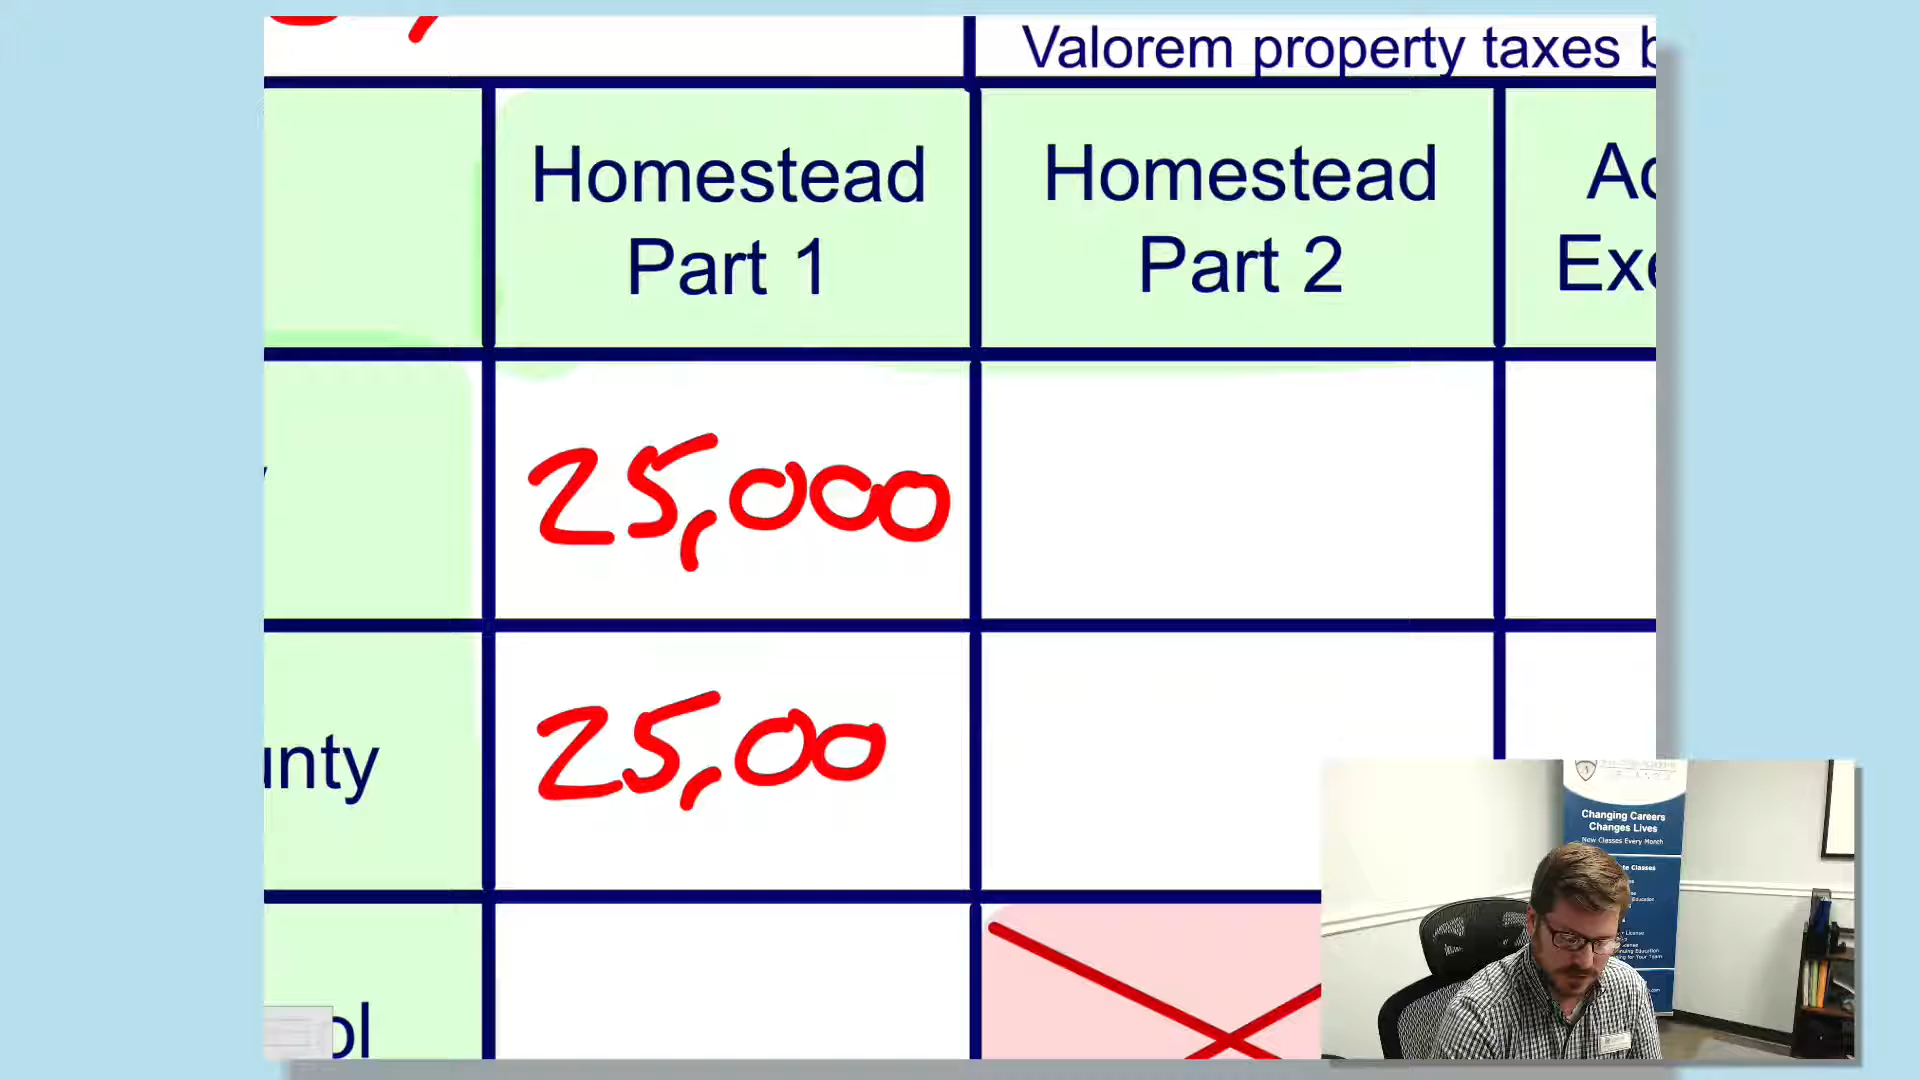 Valorem property taxes b
Homestead
Part 1
Homestead
Part 2
Ac
Exe
25,000
unty
25,00
ol
Changing Careers
Changes Lives
New Classes Every Month